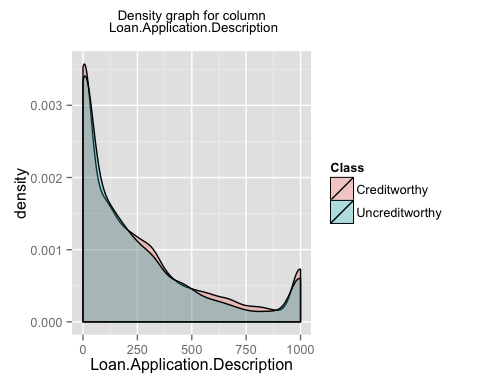 Density graph for column
Loan.Application.Description
density
0.003
0.002
0.001
0.000
0 250 500 750 1000
Loan.Application.Description
Class
Creditworthy
Uncreditworthy